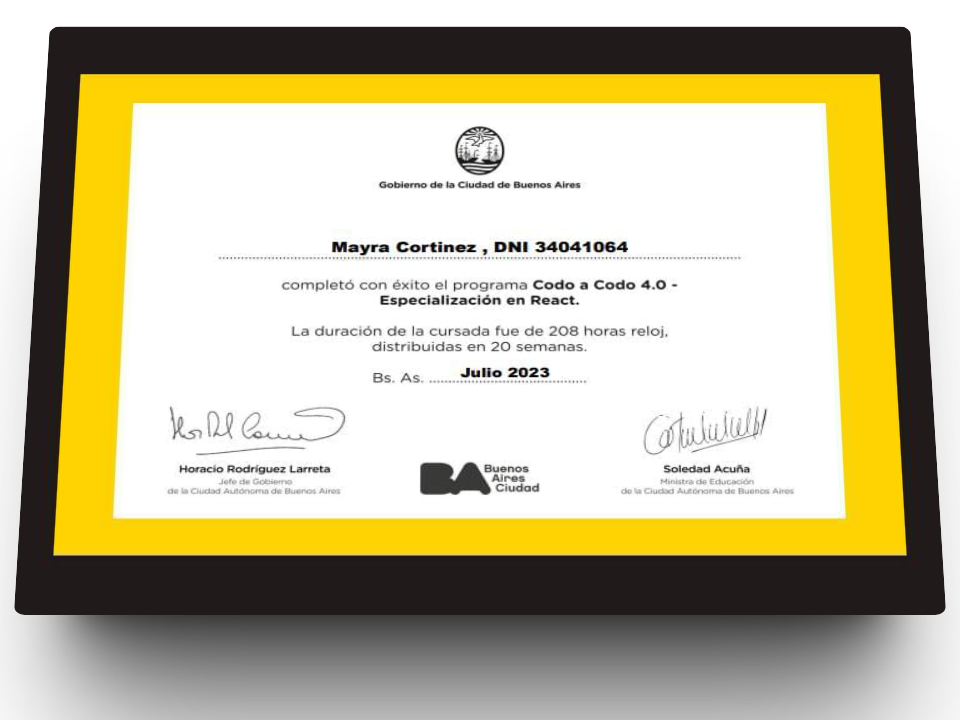 Gobierno de la Ciudad de Buenos Aires
Mayra Cortinez , DNI 34041064
completó con éxito el programa Codo a Codo 4.0 -
Especialización en React.
La duración de la cursada fue de 208 horas reloj,
distribuidas en 20 semanas.
Bs. As. Julio 2023
Horacio Rodríguez Larreta
Jefe de Gobierno
de la Ciudad Autónoma de Buenos Aires
BA Buenos
Aires
Ciudad
Soledad Acuña
Ministra de Educación
de la Ciudad Autónoma de Buenos Aires